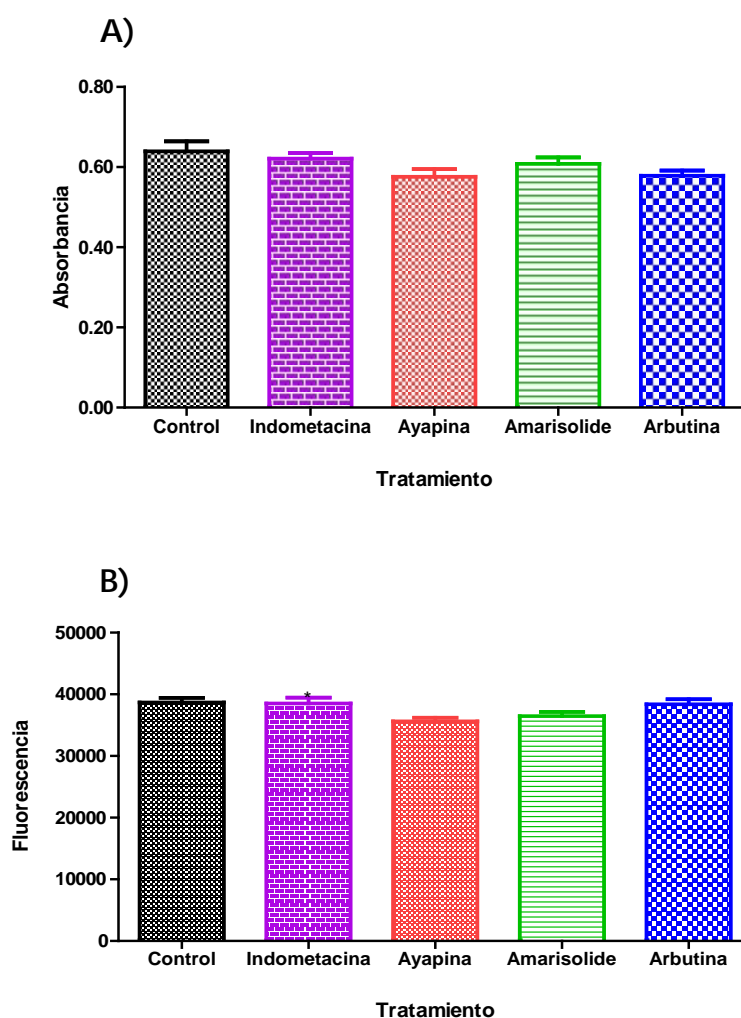 A)
Absorbancia
0.80
0.60
0.40
0.20
0.00
Control Indometacina Ayapina Amarisolide Arbutina
Tratamiento
B)
Fluorescencia
50000
40000
30000
20000
10000
0
*
Control Indometacina Ayapina Amarisolide Arbutina
Tratamiento